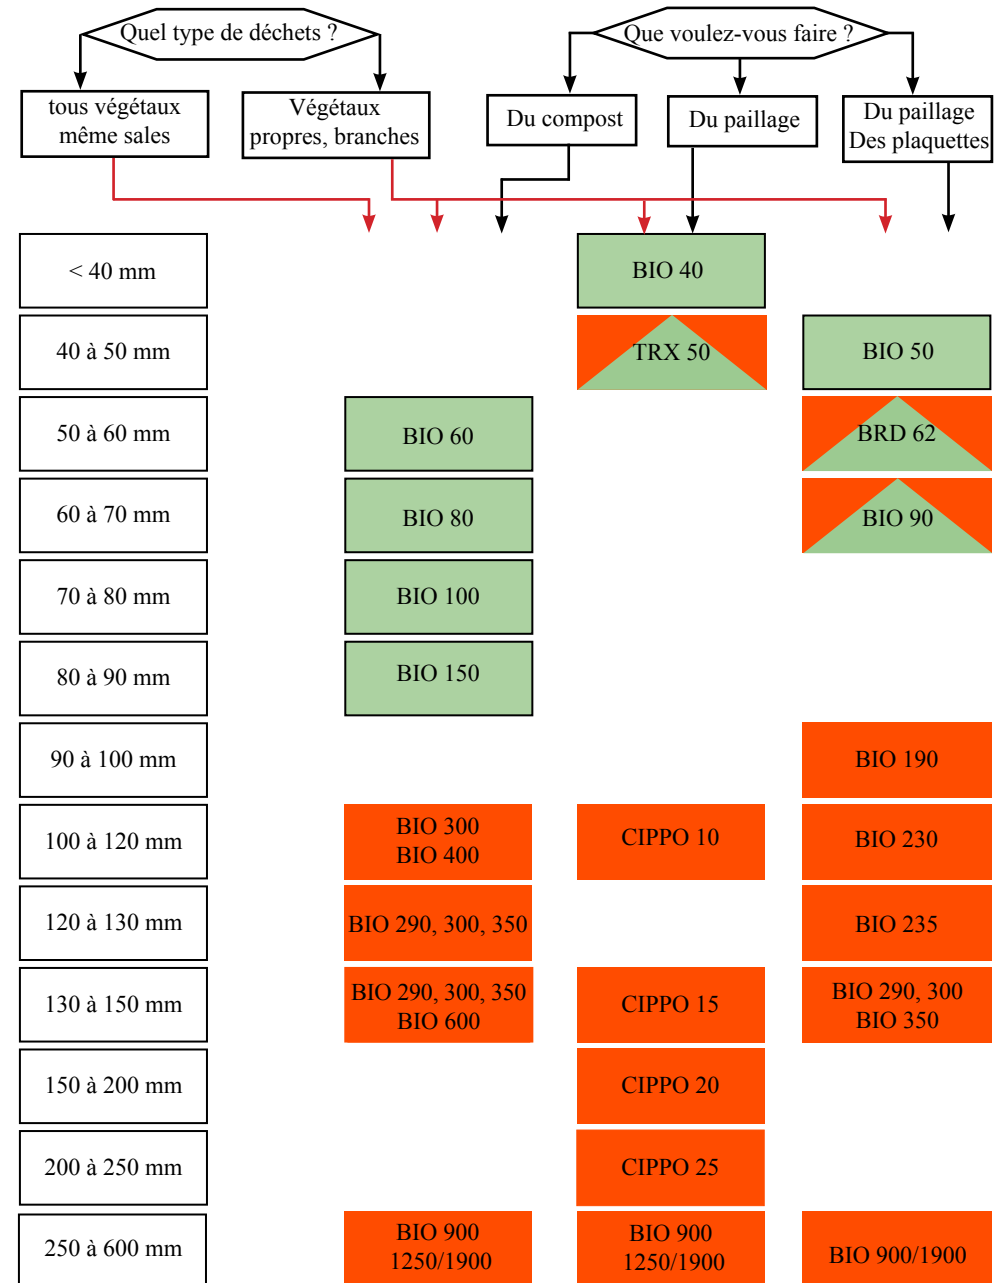 Quel type de déchets ?
Que voulez-vous faire ?
tous végétaux
même sales
Végétaux
propres, branches
Du compost
Du paillage
Du paillage
Des plaquettes
< 40 mm
BIO 40
40 à 50 mm
TRX 50
BIO 50
50 à 60 mm
BIO 60
BRD 62
60 à 70 mm
BIO 80
BIO 90
70 à 80 mm
BIO 100
80 à 90 mm
BIO 150
90 à 100 mm
BIO 190
100 à 120 mm
BIO 300
BIO 400
CIPPO 10
BIO 230
120 à 130 mm
BIO 290, 300, 350
BIO 235
130 à 150 mm
BIO 290, 300, 350
BIO 600
CIPPO 15
BIO 290, 300
BIO 350
150 à 200 mm
CIPPO 20
200 à 250 mm
CIPPO 25
250 à 600 mm
BIO 900
1250/1900
BIO 900
1250/1900
BIO 900/1900